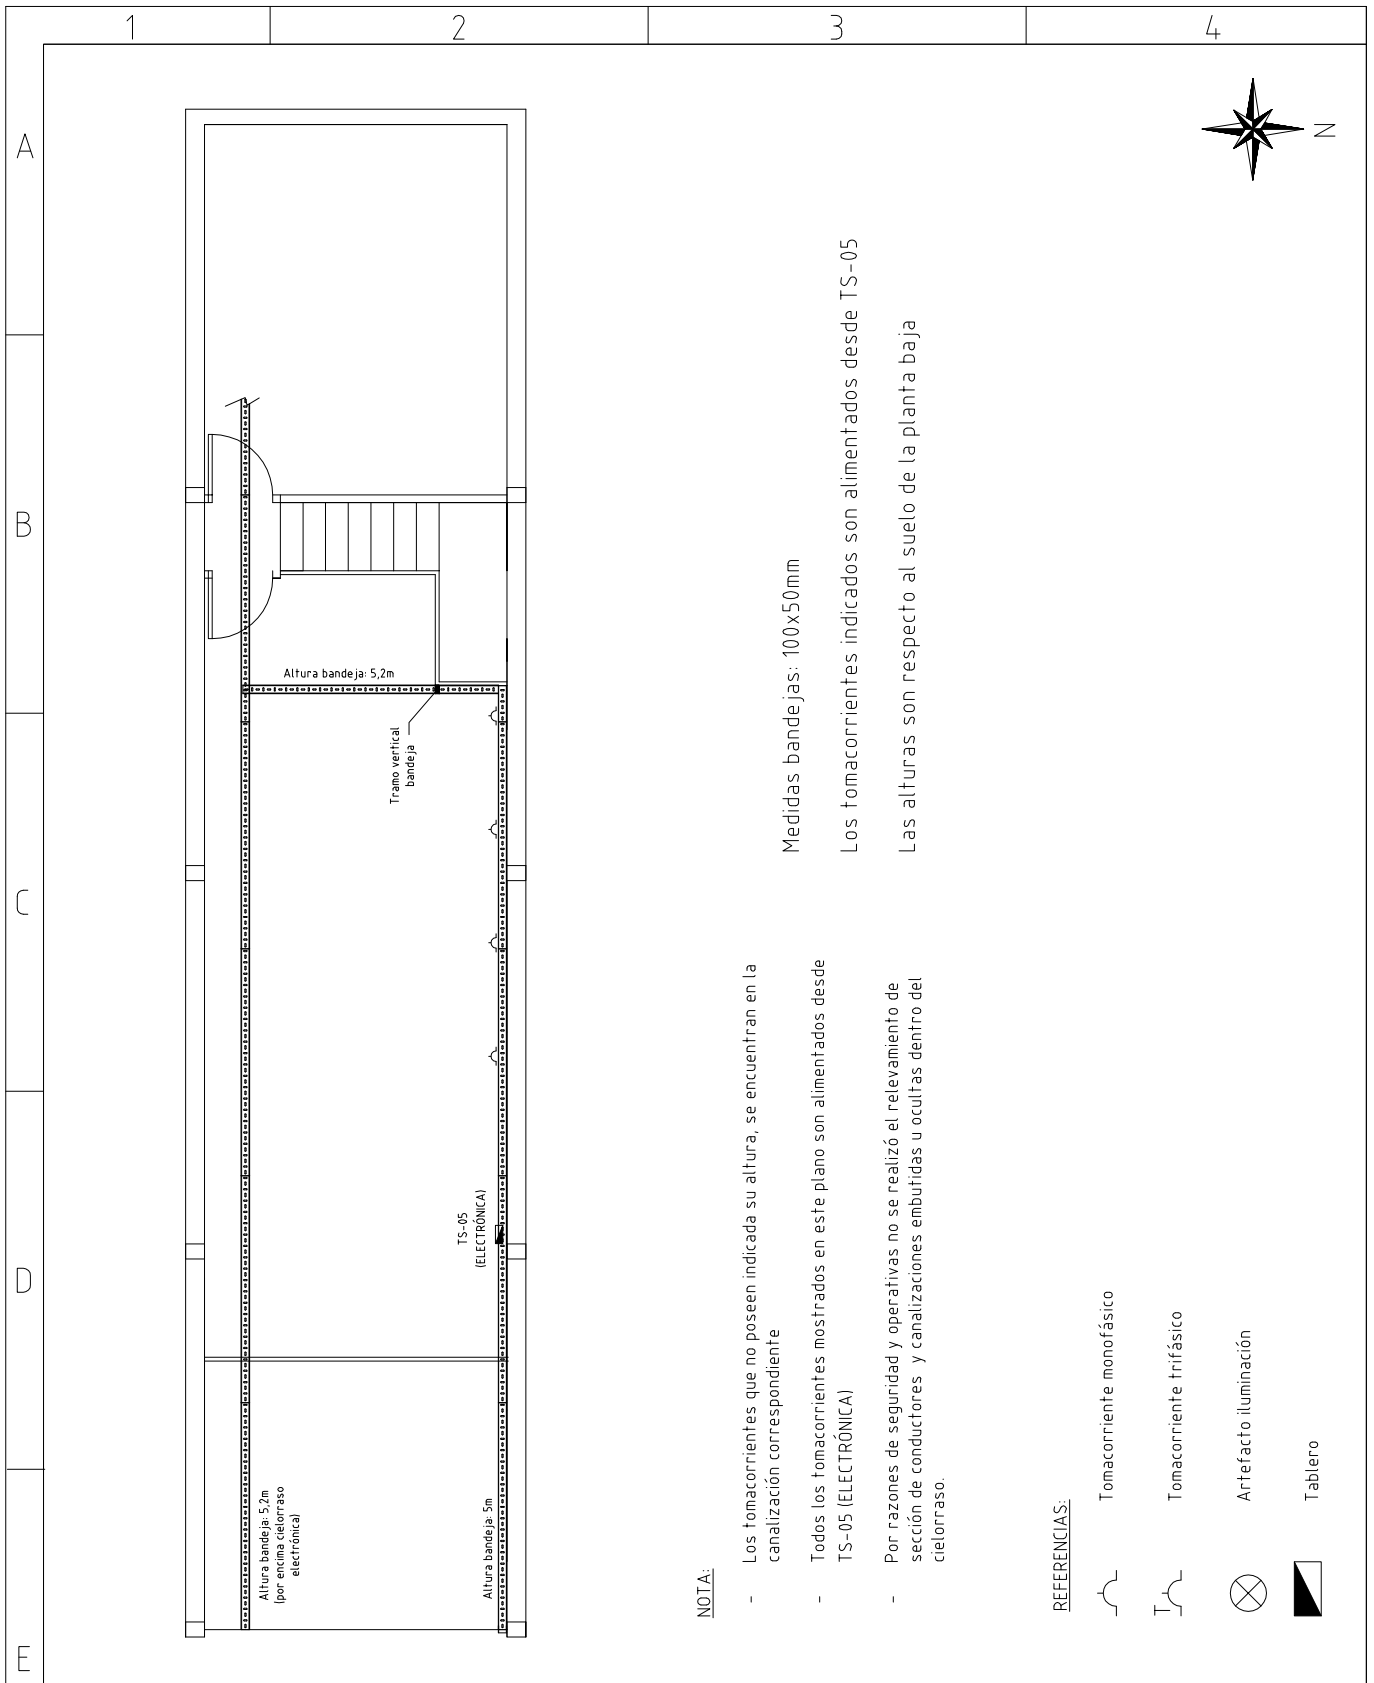 1
2
3
4
A
B
C
D
E
N
Altura bandeja: 5,2m
Tramo vertical
bandeja
TS-05
(ELECTRÓNICA)
Altura bandeja: 5,2m
(por encima cielorraso
electrónica)
Altura bandeja: 5m
Medidas bandejas: 100x50mm
Los tomacorrientes indicados son alimentados desde TS-05
Las alturas son respecto al suelo de la planta baja
NOTA:
- Los tomacorrientes que no poseen indicada su altura, se encuentran en la
canalización correspondiente
- Todos los tomacorrientes mostrados en este plano son alimentados desde
TS-05 (ELECTRÓNICA)
- Por razones de seguridad y operativas no se realizó el relevamiento de
sección de conductores y canalizaciones embutidas u ocultas dentro del
cielorraso.
REFERENCIAS:
Tomacorriente monofásico
T
Tomacorriente trifásico
Artefacto iluminación
Tablero